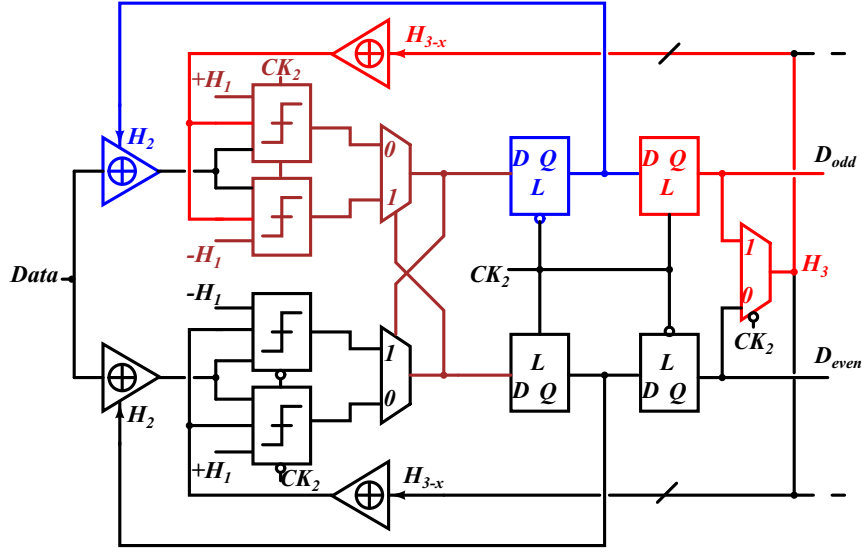 H3-x
+H1
CK2
H2
0
1
-H1
D Q
L
D Q
L
Dodd
Data
CK2
1
0
H3
CK2
-H1
1
0
L
D Q
L
D Q
Deven
H2
+H1
CK2
H3-x